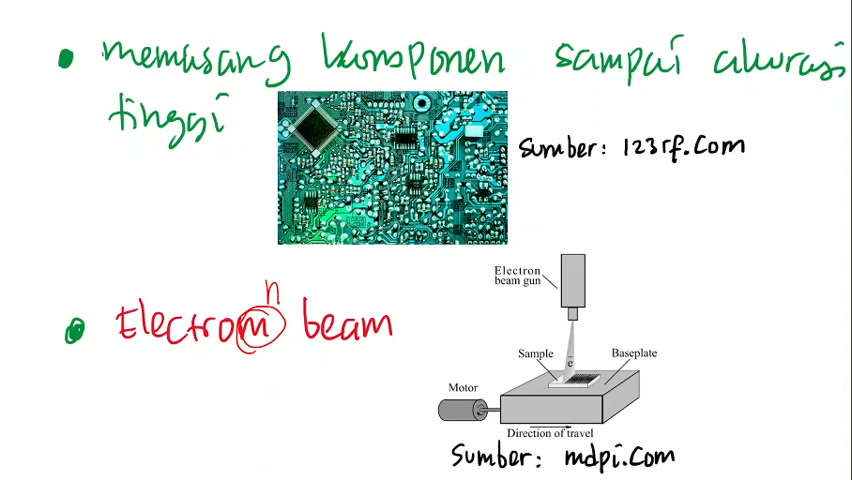 memasang komponen sampai akurasi
tinggi
sumber: 123rf.com
n
Electrom beam
Electron
beam gun
e
Sample
Baseplate
Motor
Direction of travel
sumber: mdpi.com